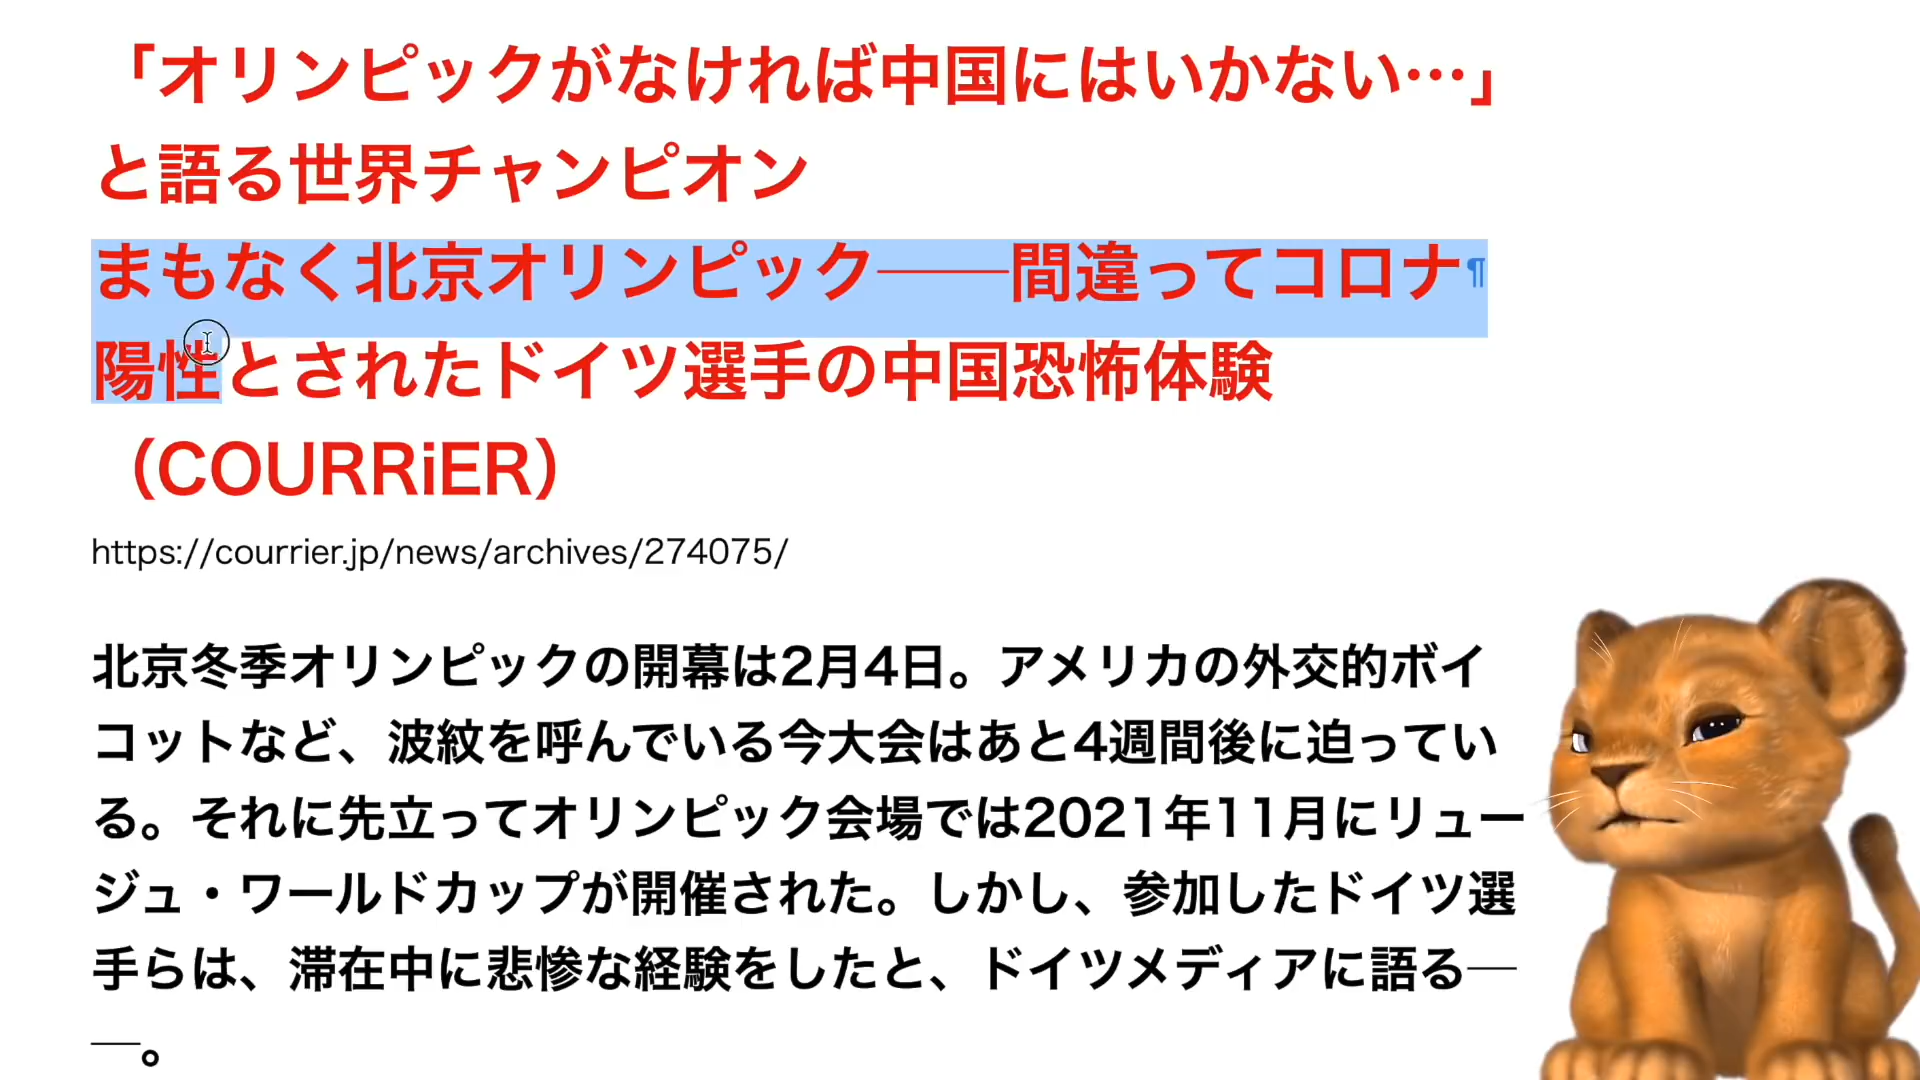 「オリンピックがなければ中国にはいかない…」
と語る世界チャンピオン
まもなく北京オリンピック──間違ってコロナ¶
陽性とされたドイツ選手の中国恐怖体験
（COURRiER）
https://courrier.jp/news/archives/274075/
北京冬季オリンピックの開幕は2月4日。アメリカの外交的ボイ
コットなど、波紋を呼んでいる今大会はあと4週間後に迫ってい
る。それに先立ってオリンピック会場では2021年11月にリュー
ジュ・ワールドカップが開催された。しかし、参加したドイツ選
手らは、滞在中に悲惨な経験をしたと、ドイツメディアに語る─
─。